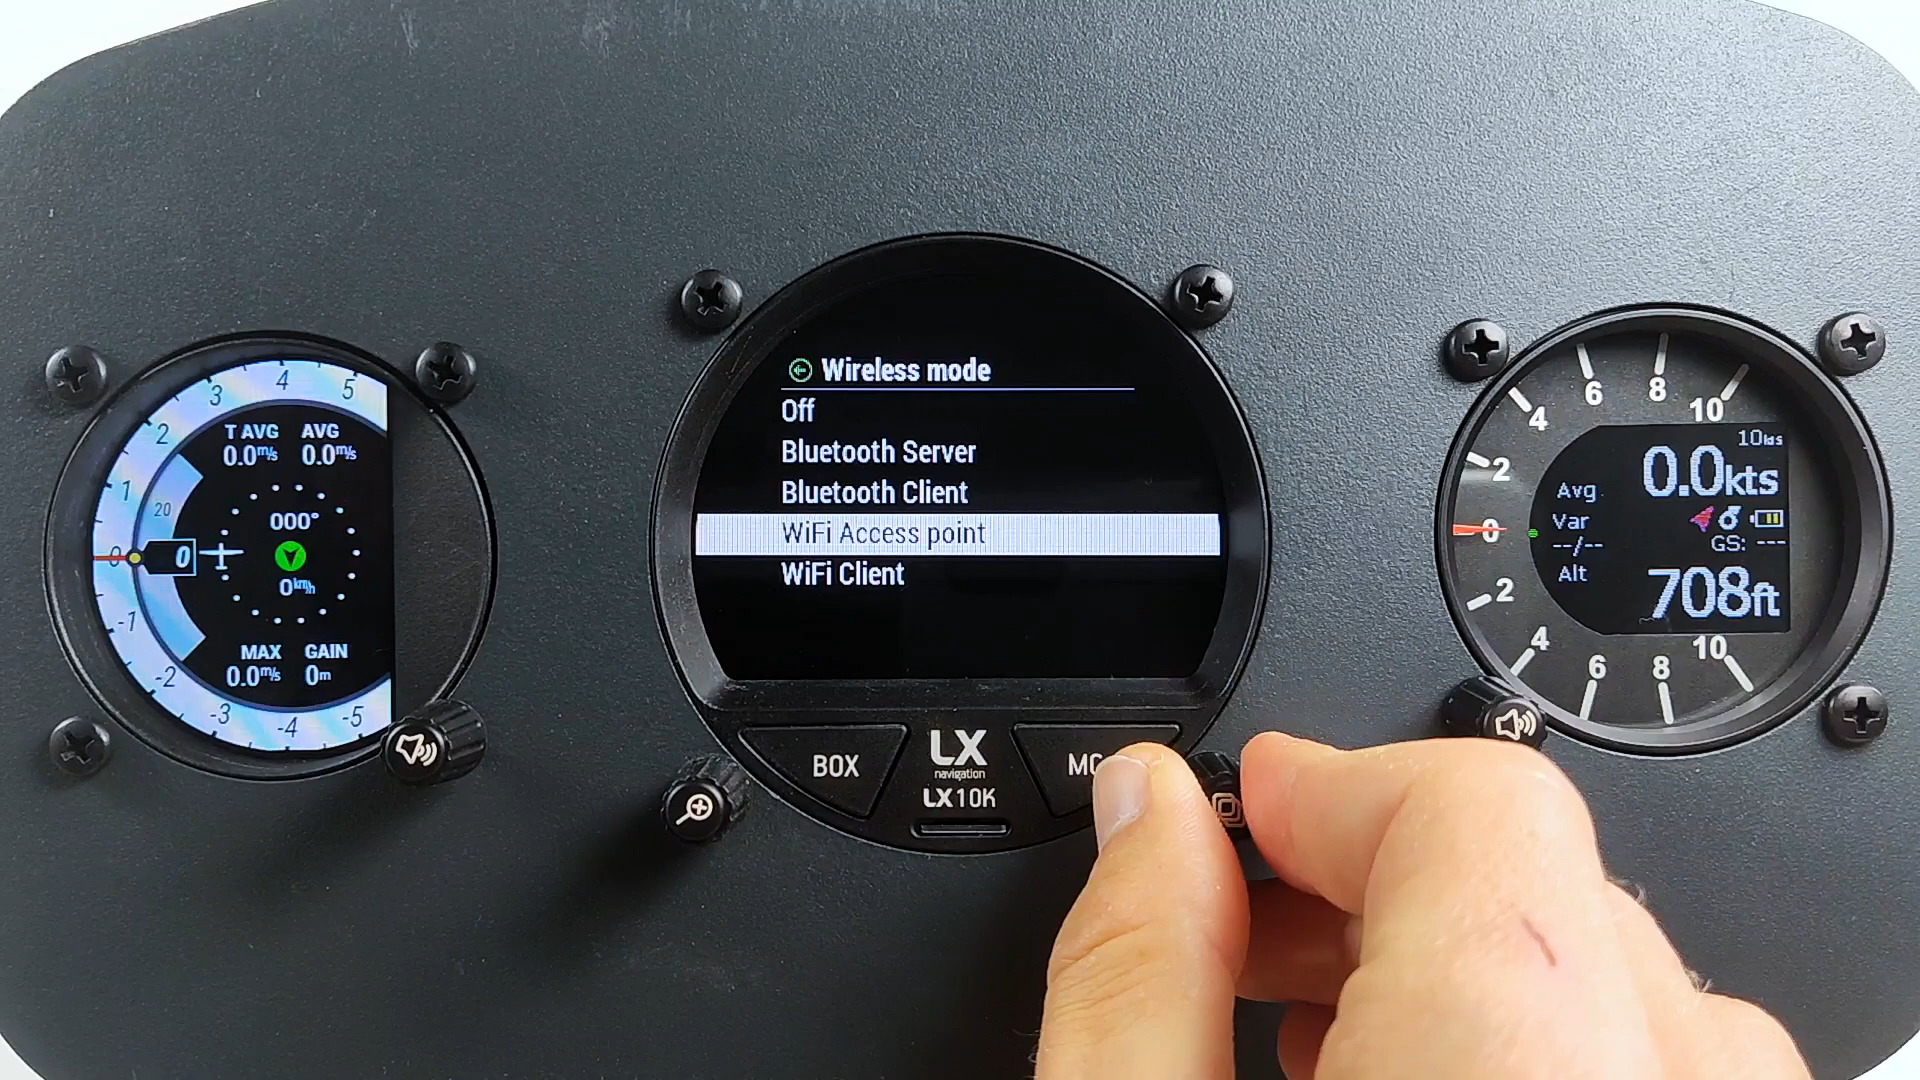 4
3
5
2
T AVG AVG
0.0m/s 0.0m/s
1
20
000°
0
0
0km/h
-1
MAX GAIN
0.0m/s 0m
-2
-3
-4
-5
Wireless mode
Off
Bluetooth Server
Bluetooth Client
WiFi Access point
WiFi Client
BOX
LX
navigation
LX10K
6
8
10
4
10kts
2
0.0kts
Avg
Var
0
--/--
GS: ---
Alt
2
708ft
4
6
8
10